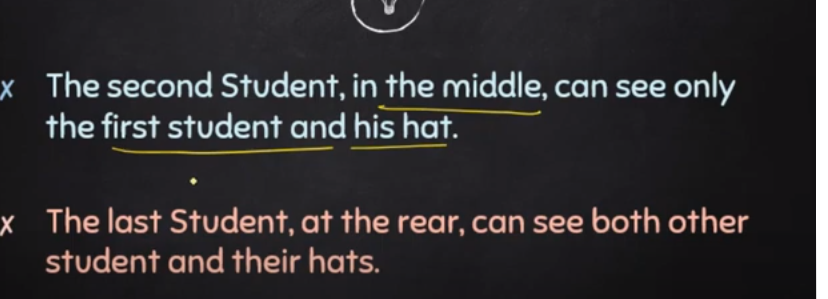 x The second Student, in the middle, can see only
the first student and his hat.
x The last Student, at the rear, can see both other
student and their hats.